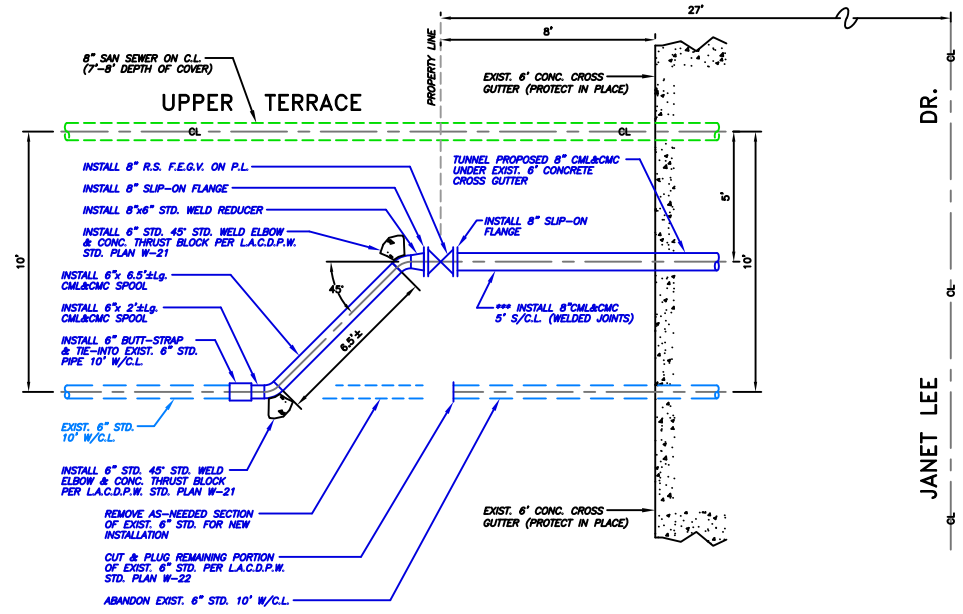 27'
8'
8" SAN SEWER ON C.L.
(7'-8' DEPTH OF COVER)
PROPERTY LINE
EXIST. 6' CONC. CROSS
GUTTER (PROTECT IN PLACE)
CL
UPPER TERRACE
DR.
CL
CL
INSTALL 8" R.S. F.E.G.V. ON P.L.
TUNNEL PROPOSED 8" CML&CMC
UNDER EXIST. 6' CONCRETE
CROSS GUTTER
INSTALL 8" SLIP-ON FLANGE
5'
INSTALL 8"x6" STD. WELD REDUCER
INSTALL 8" SLIP-ON
FLANGE
INSTALL 6" STD. 45° STD. WELD ELBOW
& CONC. THRUST BLOCK PER L.A.C.D.P.W.
STD. PLAN W-21
10'
10'
INSTALL 6"x 6.5'±Lg.
CML&CMC SPOOL
45°
CL
INSTALL 6"x 2'±Lg.
CML&CMC SPOOL
*** INSTALL 8"CML&CMC
5' S/C.L. (WELDED JOINTS)
6.5'±
INSTALL 6" BUTT-STRAP
& TIE-INTO EXIST. 6" STD.
PIPE 10' W/C.L.
EXIST. 6" STD.
10' W/C.L.
JANET LEE
INSTALL 6" STD. 45° STD. WELD
ELBOW & CONC. THRUST BLOCK
PER L.A.C.D.P.W. STD. PLAN W-21
REMOVE AS-NEEDED SECTION
OF EXIST. 6" STD. FOR NEW
INSTALLATION
EXIST. 6' CONC. CROSS
GUTTER (PROTECT IN PLACE)
CL
CUT & PLUG REMAINING PORTION
OF EXIST. 6" STD. PER L.A.C.D.P.W.
STD. PLAN W-22
ABANDON EXIST. 6" STD. 10' W/C.L.